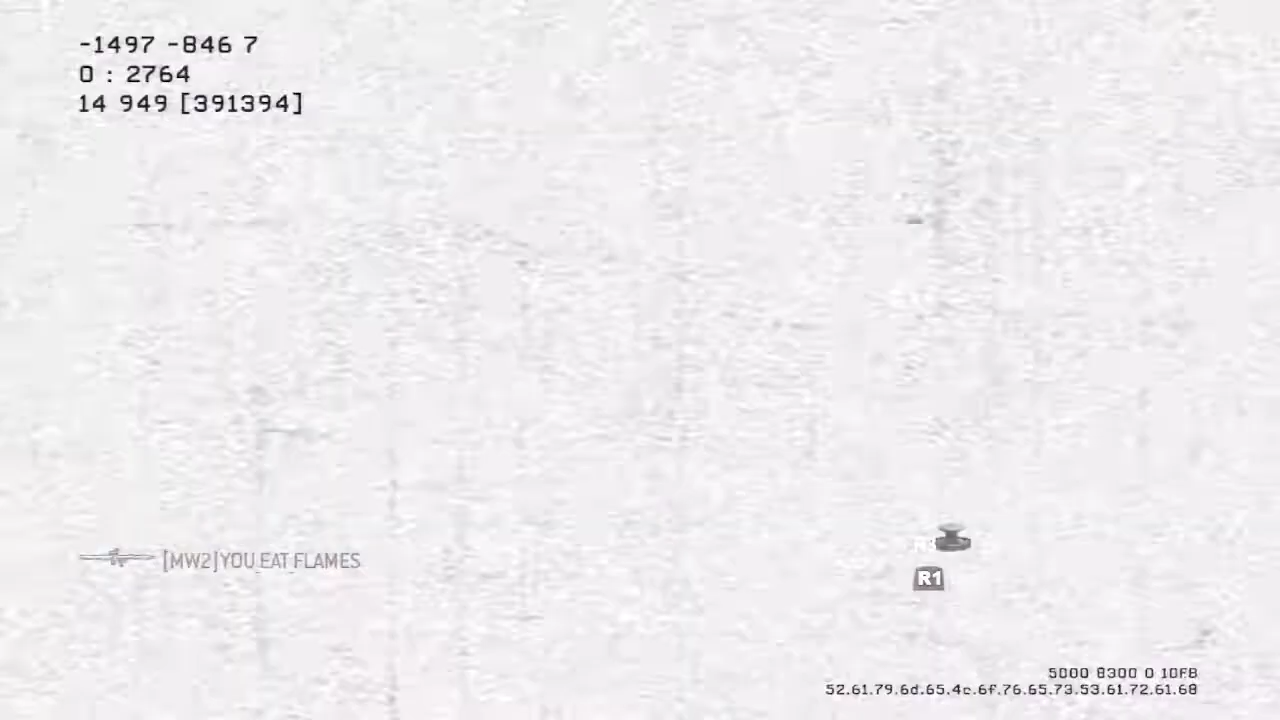 -1497 -846 7
0 : 2764
14 949 [391394]
[MW2]YOU EAT FLAMES
R3
R1
5000 8300 0 10FB
52.61.79.6d.65.4c.6f.76.65.73.53.61.72.61.68